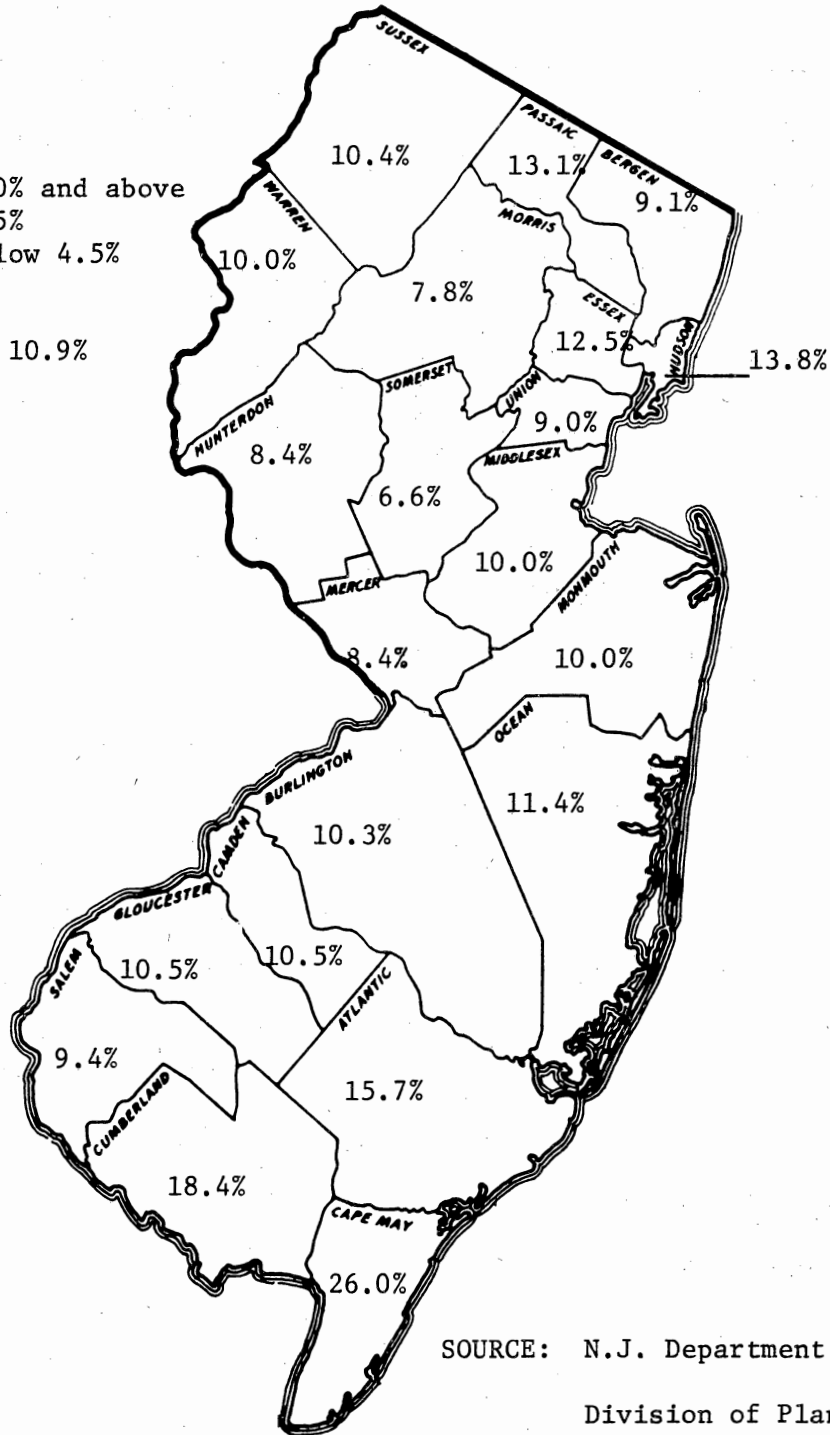 SUSSEX
PASSAIC
10.4%
13.1%
BERGEN
0% and above
9.1%
WARREN
5%
MORRIS
low 4.5%
10.0%
7.8%
ESSEX
12.5%
HUDSON
10.9%
13.8%
SOMERSET
UNION
HUNTERDON
9.0%
8.4%
MIDDLESEX
6.6%
10.0%
MONMOUTH
MERCER
8.4%
10.0%
OCEAN
BURLINGTON
11.4%
10.3%
CAMDEN
GLOUCESTER
10.5%
10.5%
SALEM
ATLANTIC
9.4%
15.7%
CUMBERLAND
18.4%
CAPE MAY
26.0%
SOURCE: N.J. Department
Division of Plan